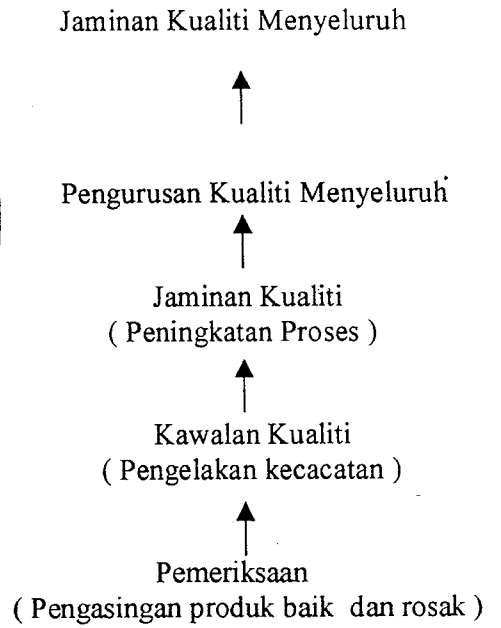 Jaminan Kualiti Menyeluruh
Pengurusan Kualiti Menyeluruh
Jaminan Kualiti
( Peningkatan Proses )
Kawalan Kualiti
( Pengelakan kecacatan )
Pemeriksaan
( Pengasingan produk baik dan rosak )